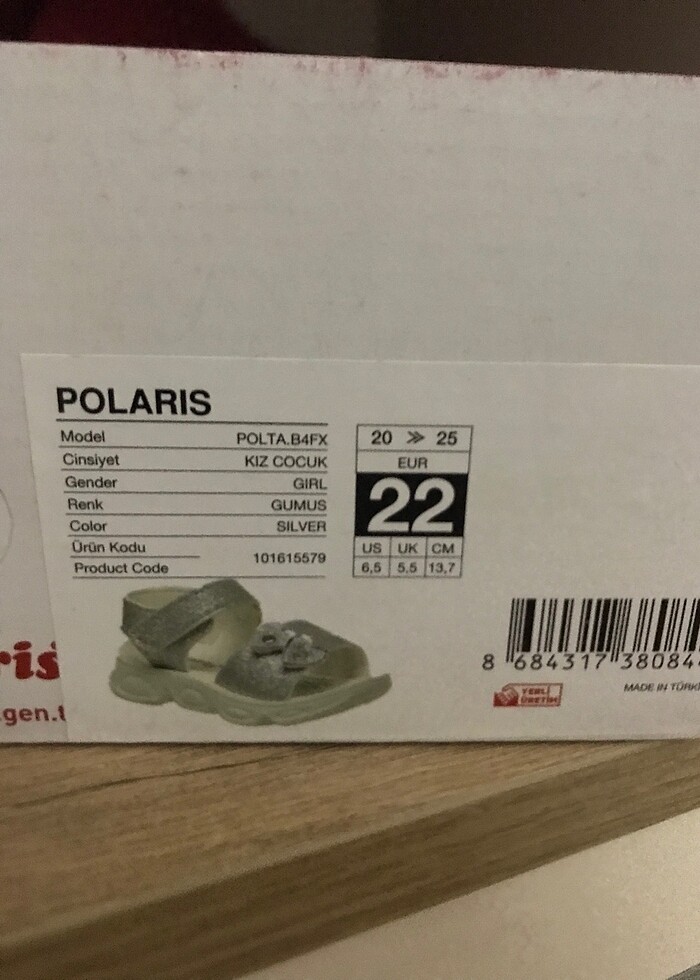 POLARIS
Model POLTA.B4FX
Cinsiyet KIZ COCUK
Gender GIRL
Renk GUMUS
Color SILVER
Ürün Kodu
Product Code 101615579
20 >> 25
EUR
22
US UK CM
6,5 5,5 13,7
8 684317 38084
YERLİ
ÜRETİM
MADE IN TÜRKİ
ris
.gen.t